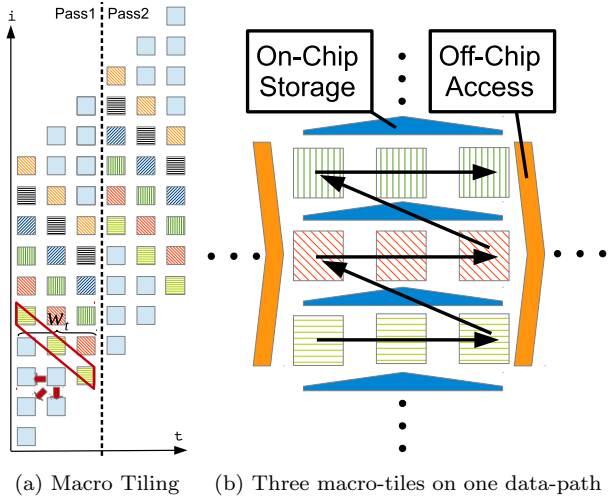 i
Pass1
Pass2
w_t
t
On-Chip
Storage
Off-Chip
Access
(a) Macro Tiling
(b) Three macro-tiles on one data-path